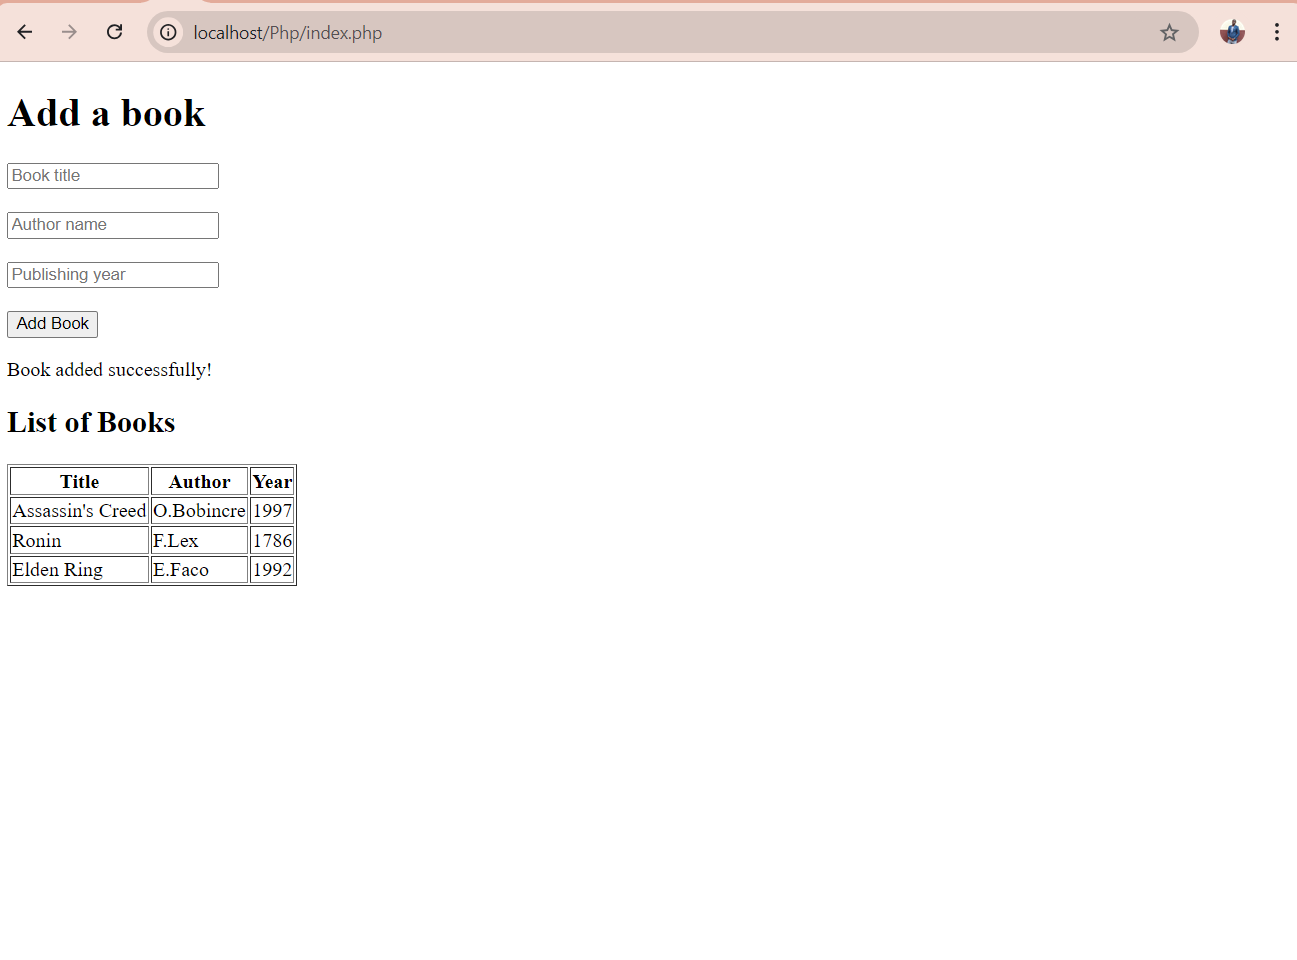 localhost/Php/index.php
Add a book
Book title
Author name
Publishing year
Add Book
Book added successfully!
List of Books
Title Author Year
Assassin's Creed O.Bobincre 1997
Ronin F.Lex 1786
Elden Ring E.Faco 1992